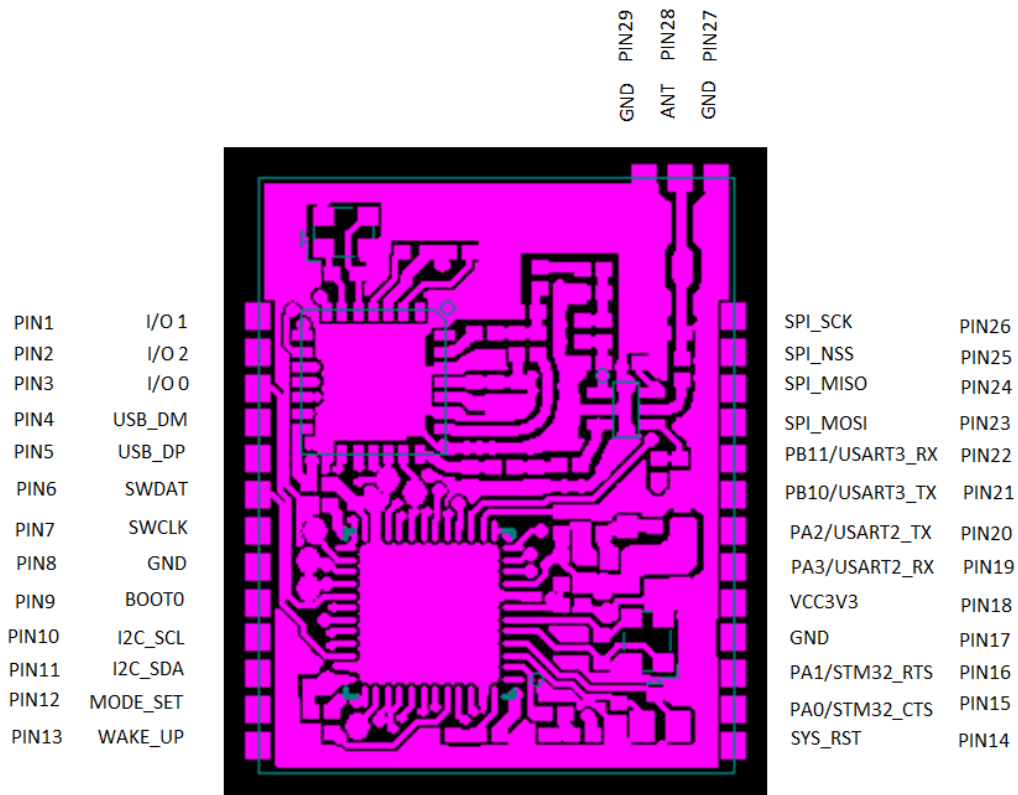 GND PIN29
ANT PIN28
GND PIN27
PIN1 I/O 1
PIN2 I/O 2
PIN3 I/O 0
PIN4 USB_DM
PIN5 USB_DP
PIN6 SWDAT
PIN7 SWCLK
PIN8 GND
PIN9 BOOT0
PIN10 I2C_SCL
PIN11 I2C_SDA
PIN12 MODE_SET
PIN13 WAKE_UP
SPI_SCK PIN26
SPI_NSS PIN25
SPI_MISO PIN24
SPI_MOSI PIN23
PB11/USART3_RX PIN22
PB10/USART3_TX PIN21
PA2/USART2_TX PIN20
PA3/USART2_RX PIN19
VCC3V3 PIN18
GND PIN17
PA1/STM32_RTS PIN16
PA0/STM32_CTS PIN15
SYS_RST PIN14